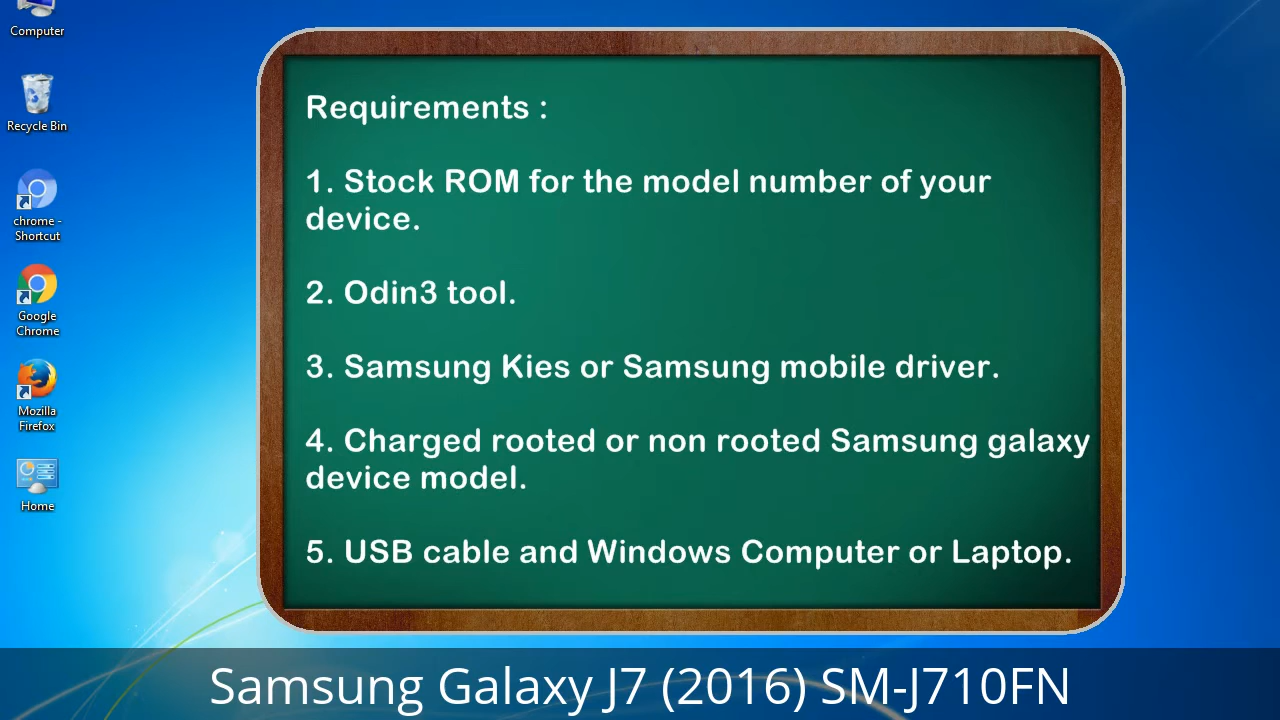 Computer
Recycle Bin
chrome -
Shortcut
Google
Chrome
Mozilla
Firefox
Home
Requirements :
1. Stock ROM for the model number of your
device.
2. Odin3 tool.
3. Samsung Kies or Samsung mobile driver.
4. Charged rooted or non rooted Samsung galaxy
device model.
5. USB cable and Windows Computer or Laptop.
Samsung Galaxy J7 (2016) SM-J710FN